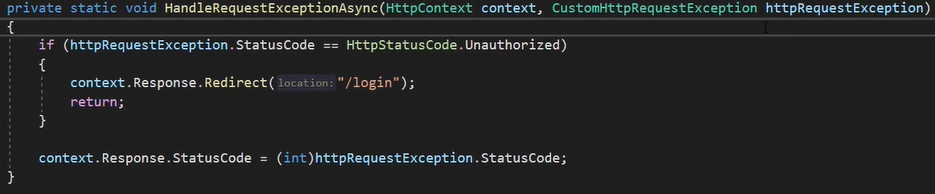 private static void HandleRequestExceptionAsync(HttpContext context, CustomHttpRequestException httpRequestException)
{
if (httpRequestException.StatusCode == HttpStatusCode.Unauthorized)
{
context.Response.Redirect(location:"/login");
return;
}
context.Response.StatusCode = (int)httpRequestException.StatusCode;
}